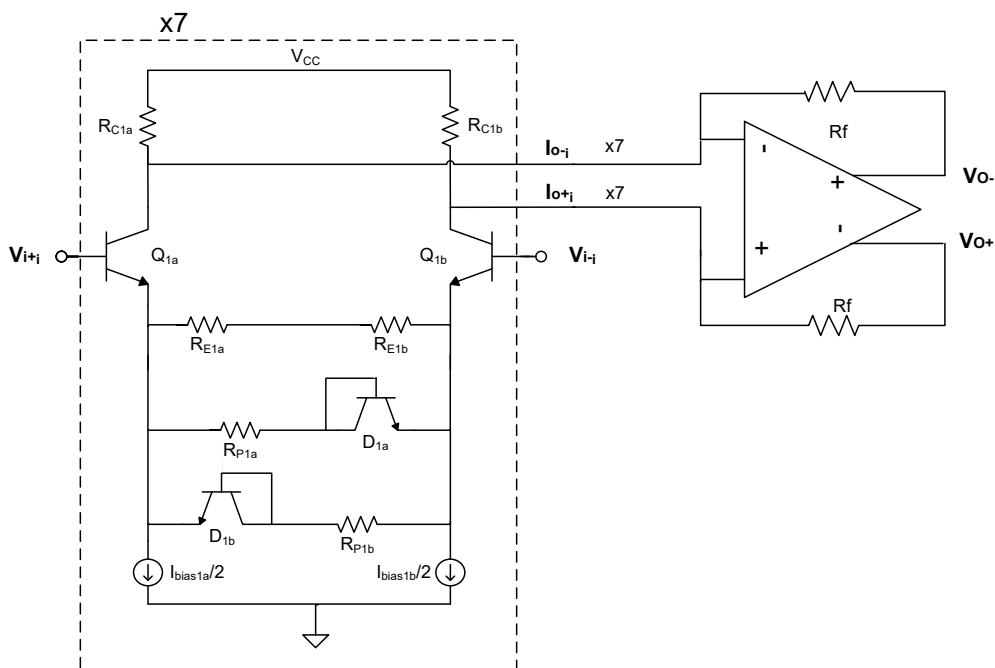 x7
VCC
RC1a
RC1b
Io-i x7
Io+i x7
Rf
-
+
+
-
Rf
Vo-
Vo+
Vi+i
Q1a
Q1b
Vi-i
RE1a
RE1b
RP1a
D1a
D1b
RP1b
Ibias1a/2
Ibias1b/2